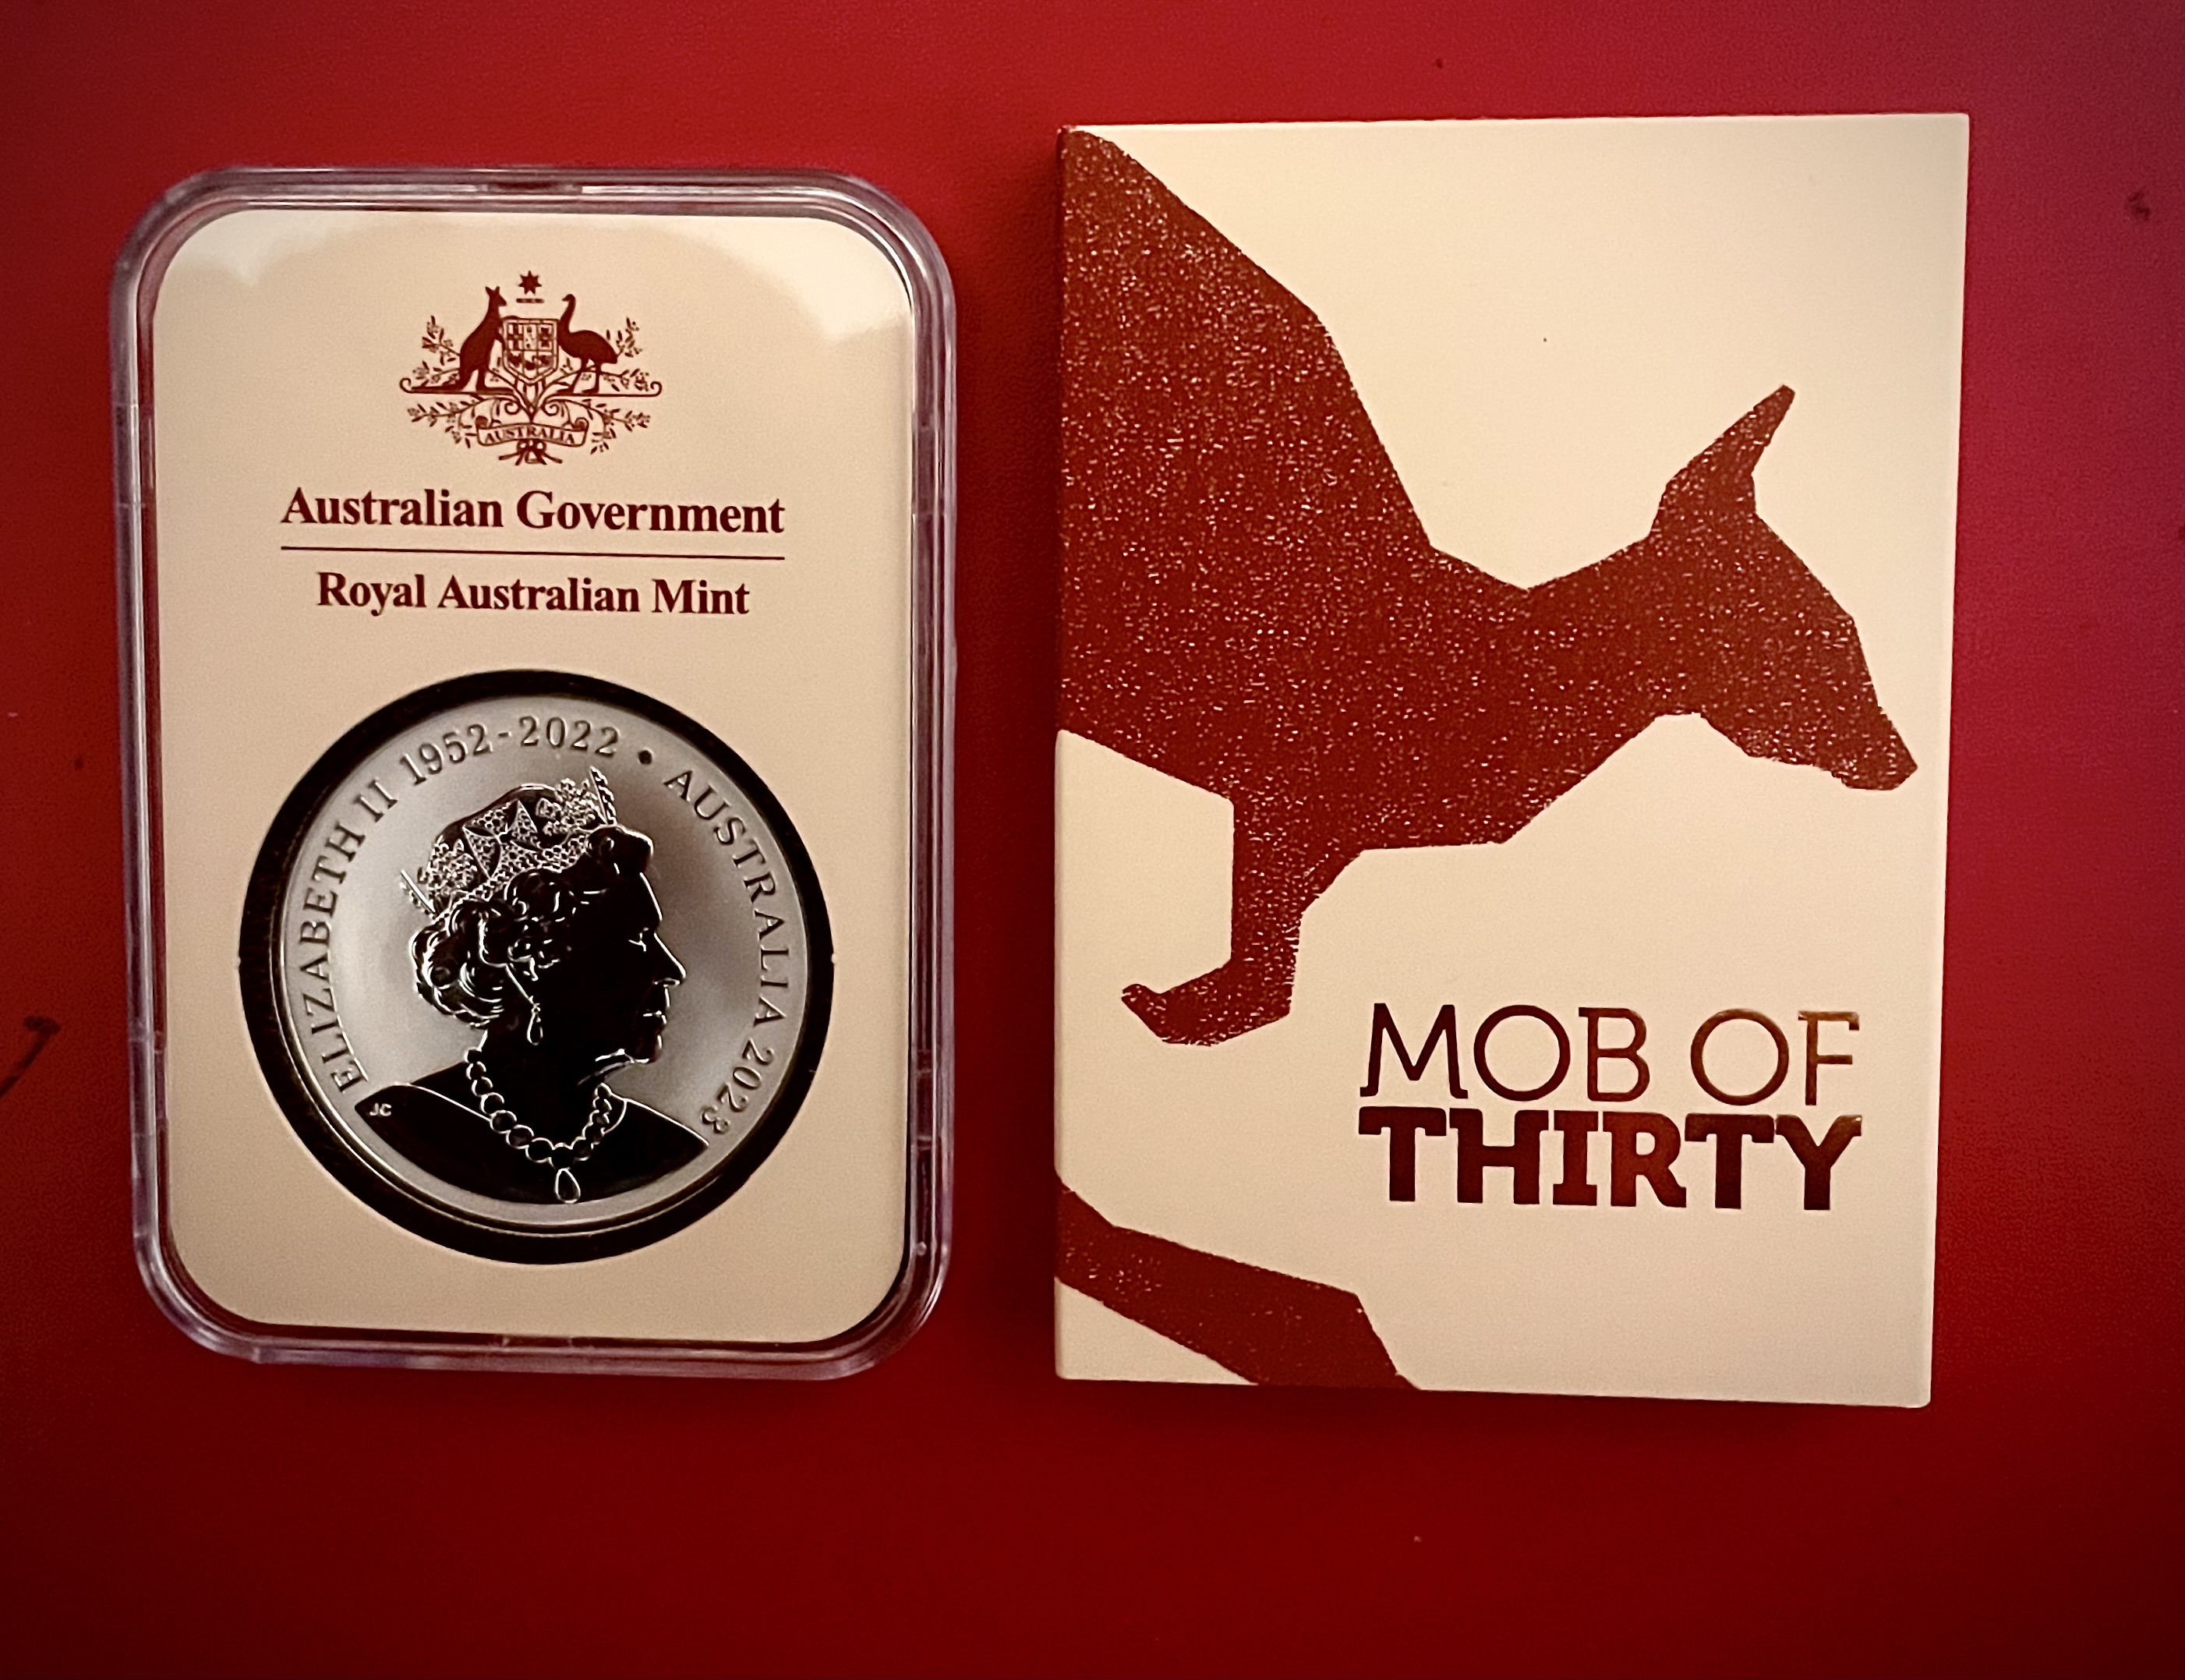 AUSTRALIA
Australian Government
Royal Australian Mint
ELIZABETH II 1952-2022 • AUSTRALIA 2023
JC
MOB OF
THIRTY